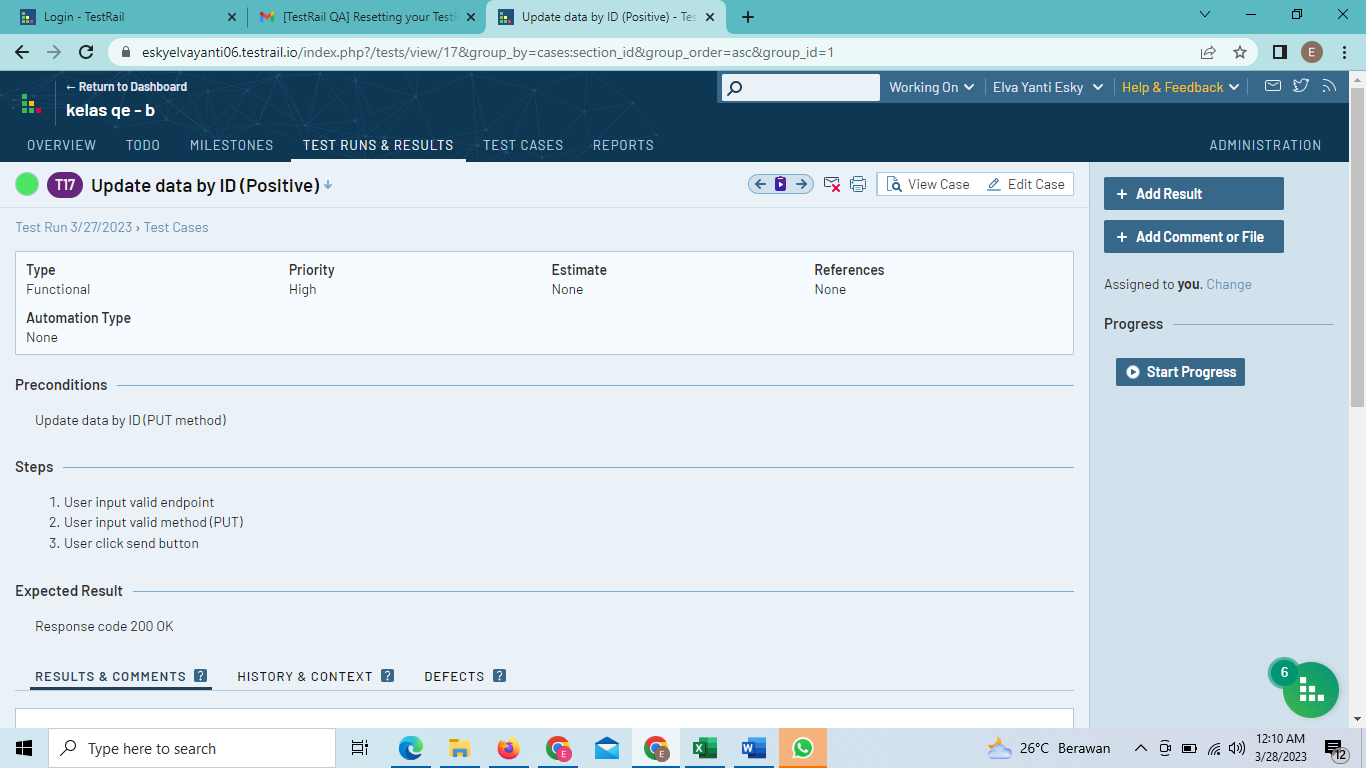 Login - TestRail
[TestRail QA] Resetting your Test
Update data by ID (Positive) - Tes
eskyelvayanti06.testrail.io/index.php?/tests/view/17&group_by=cases:section_id&group_order=asc&group_id=1
E
← Return to Dashboard
kelas qe - b
Working On
Elva Yanti Esky
Help & Feedback
OVERVIEW
TODO
MILESTONES
TEST RUNS & RESULTS
TEST CASES
REPORTS
ADMINISTRATION
T17
Update data by ID (Positive)
View Case
Edit Case
+ Add Result
+ Add Comment or File
Assigned to you. Change
Progress
Start Progress
Test Run 3/27/2023 › Test Cases
Type
Functional
Priority
High
Estimate
None
References
None
Automation Type
None
Preconditions
Update data by ID (PUT method)
Steps
1. User input valid endpoint
2. User input valid method (PUT)
3. User click send button
Expected Result
Response code 200 OK
RESULTS & COMMENTS ?
HISTORY & CONTEXT ?
DEFECTS ?
6
Type here to search
E
E
26°C Berawan
12:10 AM
3/28/2023
12